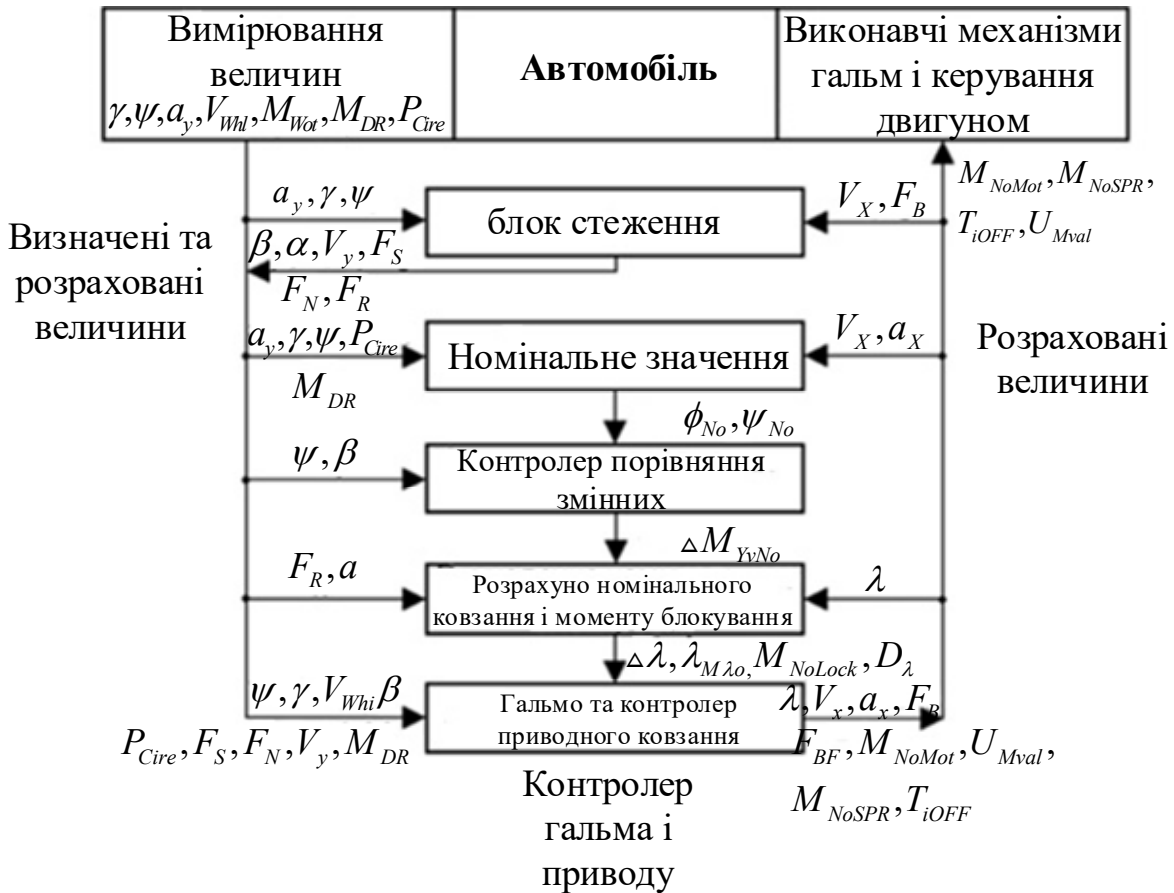 Вимірювання
величин
γ,ψ,a_y,V_Whl,M_Wot,M_DR,P_Cire
Автомобіль
Виконавчі механізми
гальм і керування
двигуном
a_y,γ,ψ
блок стеження
V_X,F_B
M_NoMot,M_NoSPR,
T_iOFF,U_Mval
Визначені та
розраховані
величини
β,α,V_y,F_S
F_N,F_R
a_y,γ,ψ,P_Cire
M_DR
Номінальне значення
V_X,a_X
Розраховані
величини
ϕ_No,ψ_No
ψ,β
Контролер порівняння
змінних
△M_YvNo
F_R,a
Розрахуно номінального
ковзання і моменту блокування
λ
△λ,λ_Mλo,M_NoLock,D_λ
ψ,γ,V_Whi β
P_Cire,F_S,F_N,V_y,M_DR
Гальмо та контролер
приводного ковзання
λ,V_x,a_x,F_B
F_BF,M_NoMot,U_Mval,
M_NoSPR,T_iOFF
Контролер
гальма і
приводу